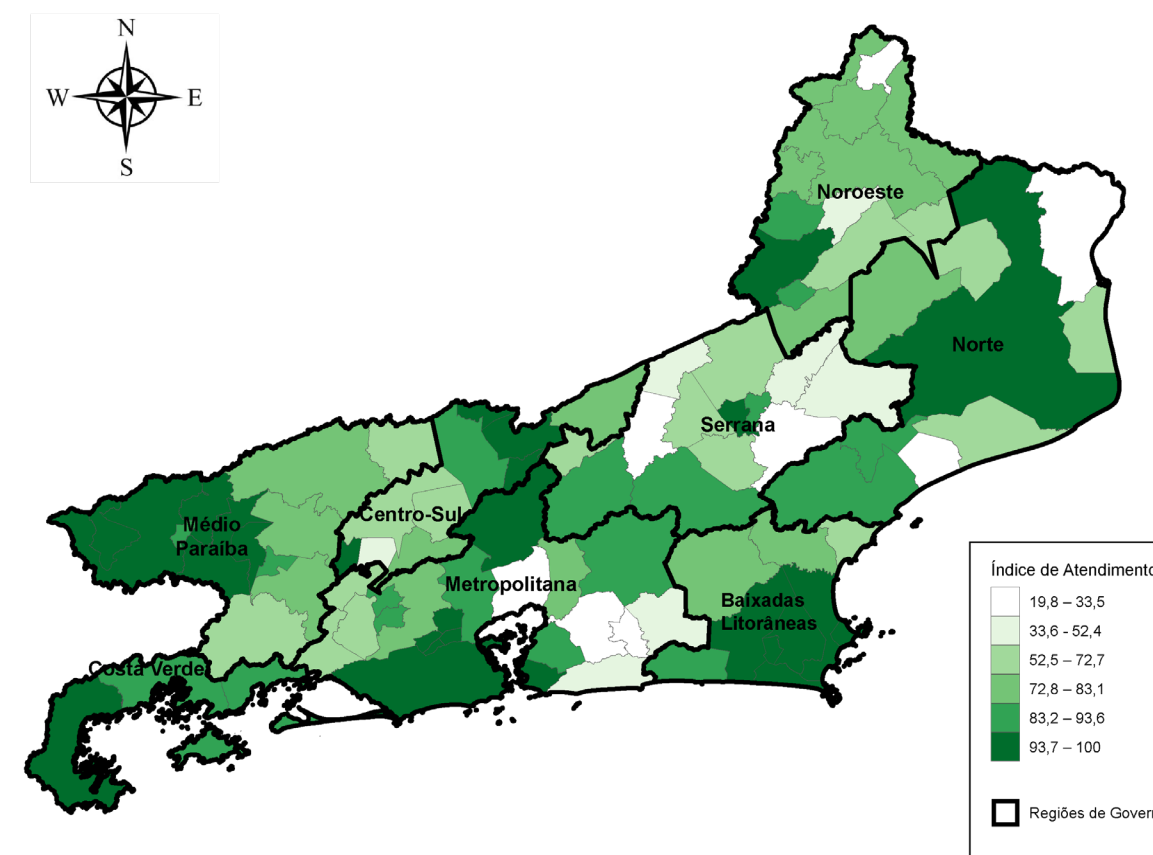 N
W E
S
Noroeste
Norte
Serrana
Médio
Paraíba
Centro-Sul
Metropolitana
Baixadas
Litorâneas
Costa Verde
Índice de Atendimento
19,8 – 33,5
33,6 - 52,4
52,5 – 72,7
72,8 – 83,1
83,2 – 93,6
93,7 – 100
Regiões de Govern